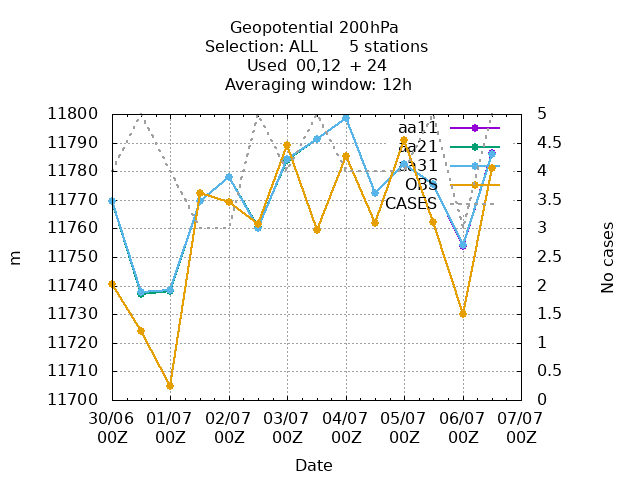 Geopotential 200hPa
Selection: ALL 5 stations
Used 00,12 + 24
Averaging window: 12h
11800
11790
11780
11770
11760
11750
11740
11730
11720
11710
11700
5
4.5
4
3.5
3
2.5
2
1.5
1
0.5
0
aa11
aa21
aa31
O3s
CASES
m
No cases
30/06 01/07 02/07 03/07 04/07 05/07 06/07 07/07
00Z 00Z 00Z 00Z 00Z 00Z 00Z 00Z
Date